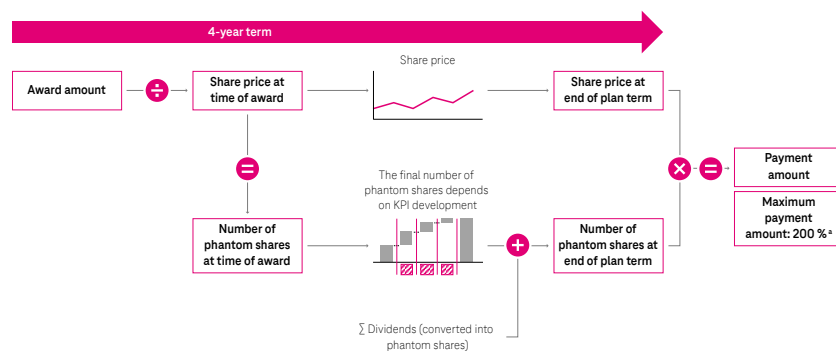 4-year term
Share price
Award amount
÷
Share price at
time of award
Share price at
end of plan term
=
×
=
Payment
amount
Maximum
payment
amount: 200 %ᵃ
The final number of
phantom shares depends
on KPI development
Number of
phantom shares
at time of award
+
Number of
phantom shares at
end of plan term
∑ Dividends (converted into
phantom shares)